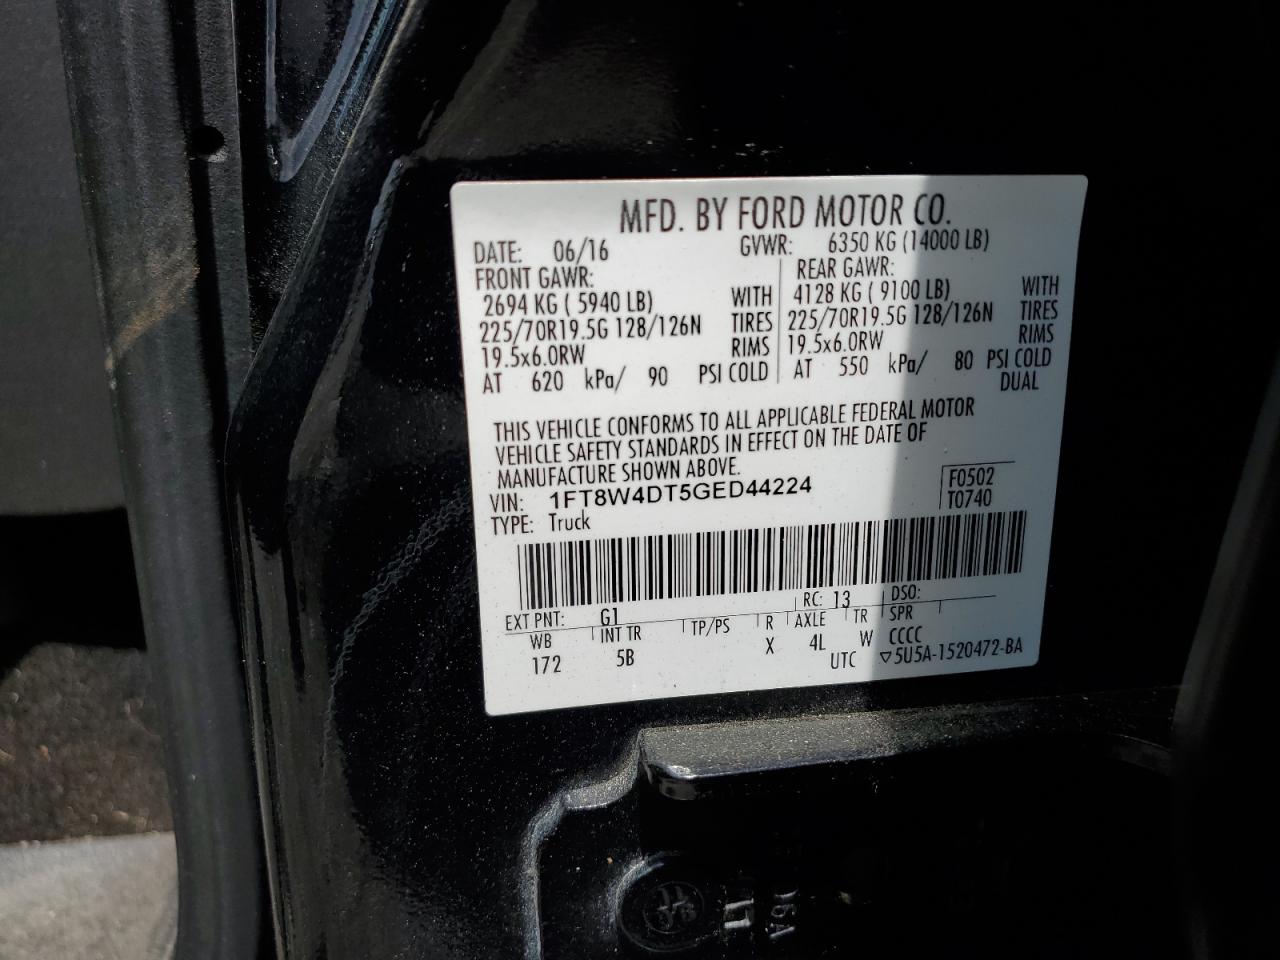 MFD. BY FORD MOTOR CO.
DATE: 06/16 GVWR: 6350 KG (14000 LB)
FRONT GAWR: REAR GAWR:
2694 KG ( 5940 LB) WITH 4128 KG ( 9100 LB) WITH
225/70R19.5G 128/126N TIRES 225/70R19.5G 128/126N TIRES
19.5x6.0RW RIMS 19.5x6.0RW RIMS
AT 620 kPa/ 90 PSI COLD AT 550 kPa/ 80 PSI COLD
DUAL
THIS VEHICLE CONFORMS TO ALL APPLICABLE FEDERAL MOTOR
VEHICLE SAFETY STANDARDS IN EFFECT ON THE DATE OF
MANUFACTURE SHOWN ABOVE.
VIN: 1FT8W4DT5GED44224 F0502
TYPE: Truck T0740
EXT PNT: G1 RC: 13 DSO:
WB INT TR TP/PS R AXLE TR SPR
172 5B X 4L W CCCC
UTC ▽5U5A-1520472-BA
16A
11